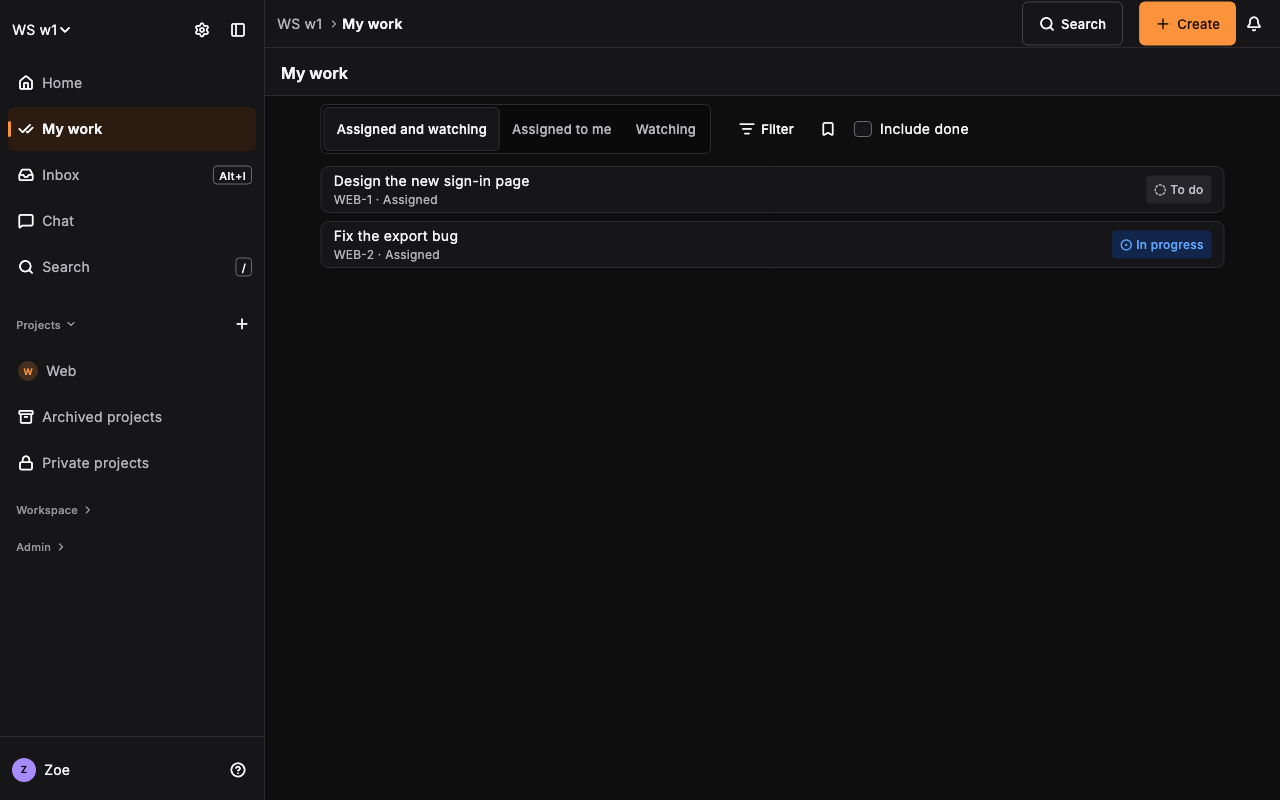 WS w1
Home
My work
Inbox Alt+I
Chat
Search /
Projects
W Web
Archived projects
Private projects
Workspace
Admin
Z Zoe
WS w1 > My work
Search
Create
My work
Assigned and watching
Assigned to me
Watching
Filter
Include done
Design the new sign-in page
WEB-1 · Assigned
To do
Fix the export bug
WEB-2 · Assigned
In progress